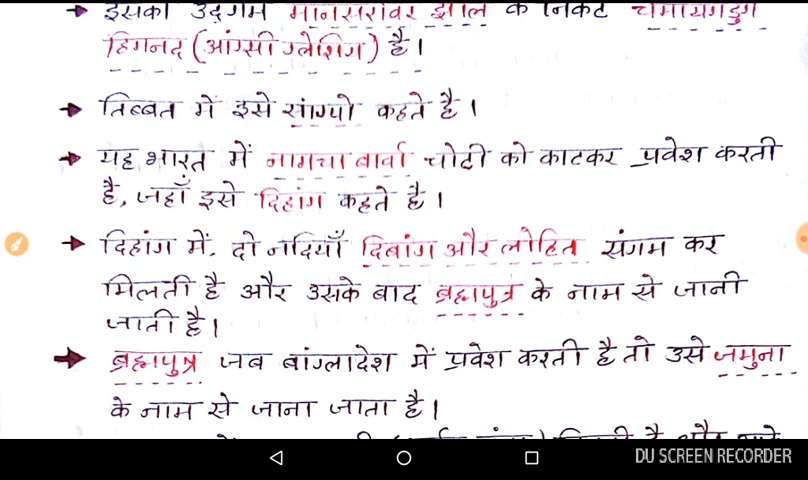 → इसका उद्गम मानसरोवर झील के निकट चेमायुंगडुंग
हिमनद (आंग्सी ग्लेशियर) है।
→ तिब्बत में इसे सांग्पो कहते है।
→ यह भारत में नामचा बार्वा चोटी को काटकर प्रवेश करती
है, जहाँ इसे दिहांग कहते है।
→ दिहांग में, दो नदियाँ दिबांग और लोहित संगम कर
मिलती है और उसके बाद ब्रह्मपुत्र के नाम से जानी
जाती है।
→ ब्रह्मपुत्र जब बांग्लादेश में प्रवेश करती है तो उसे जमुना
के नाम से जाना जाता है।
DU SCREEN RECORDER